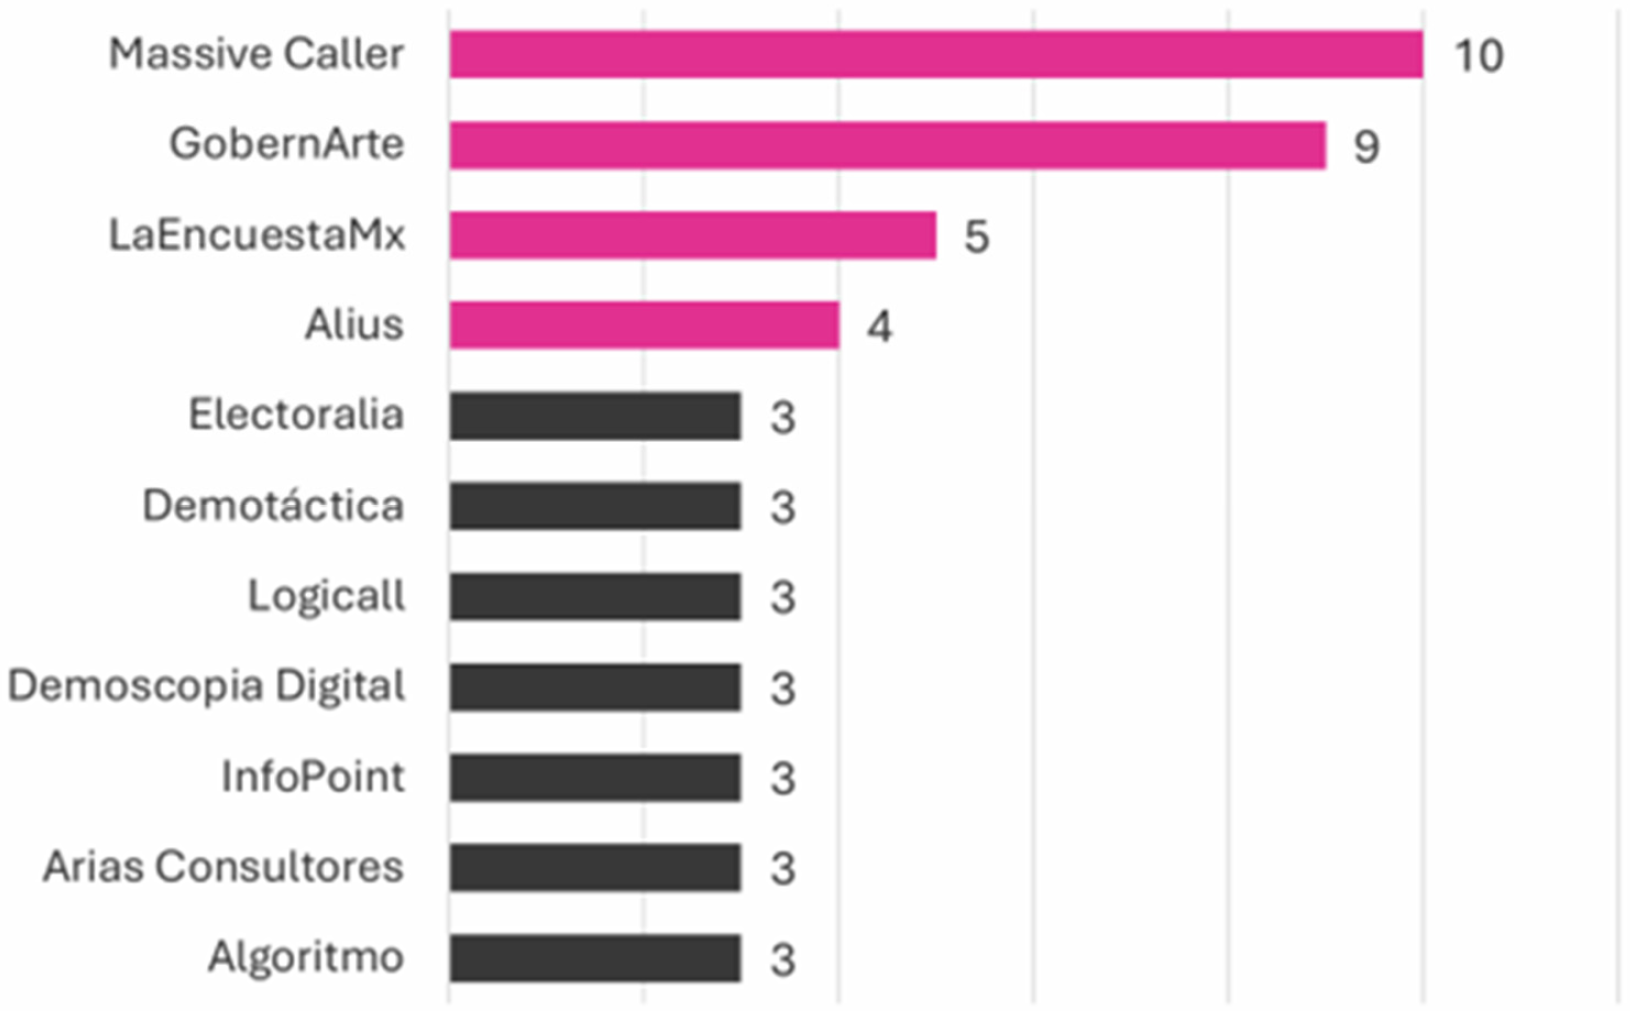 Massive Caller 10
GobernArte 9
LaEncuestaMx 5
Alius 4
Electoralia 3
Demotáctica 3
Logicall 3
Demoscopia Digital 3
InfoPoint 3
Arias Consultores 3
Algoritmo 3